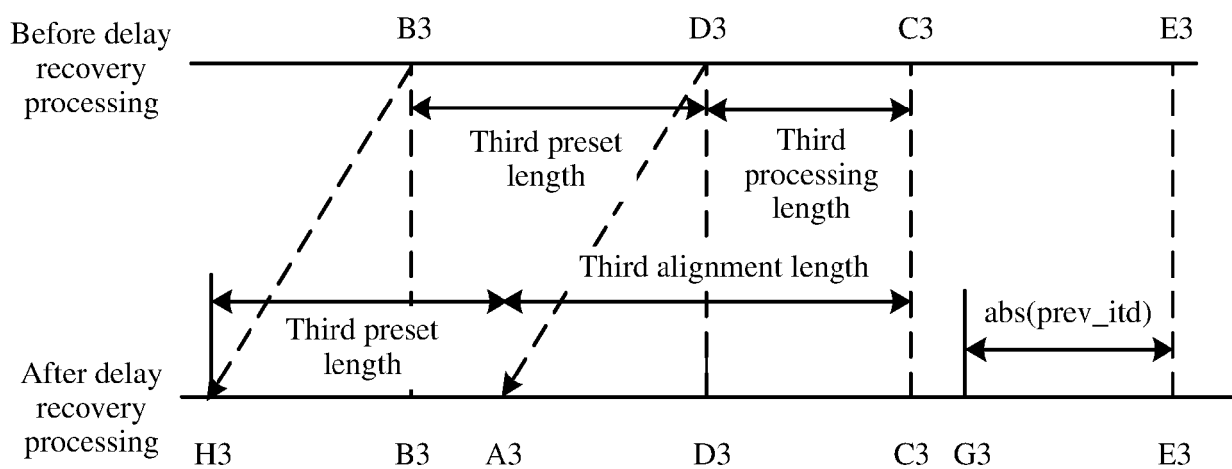 Before delay
recovery
processing
B3 D3 C3 E3
Third preset
length
Third
processing
length
Third alignment length
Third preset
length
abs(prev_itd)
After delay
recovery
processing
H3 B3 A3 D3 C3 G3 E3